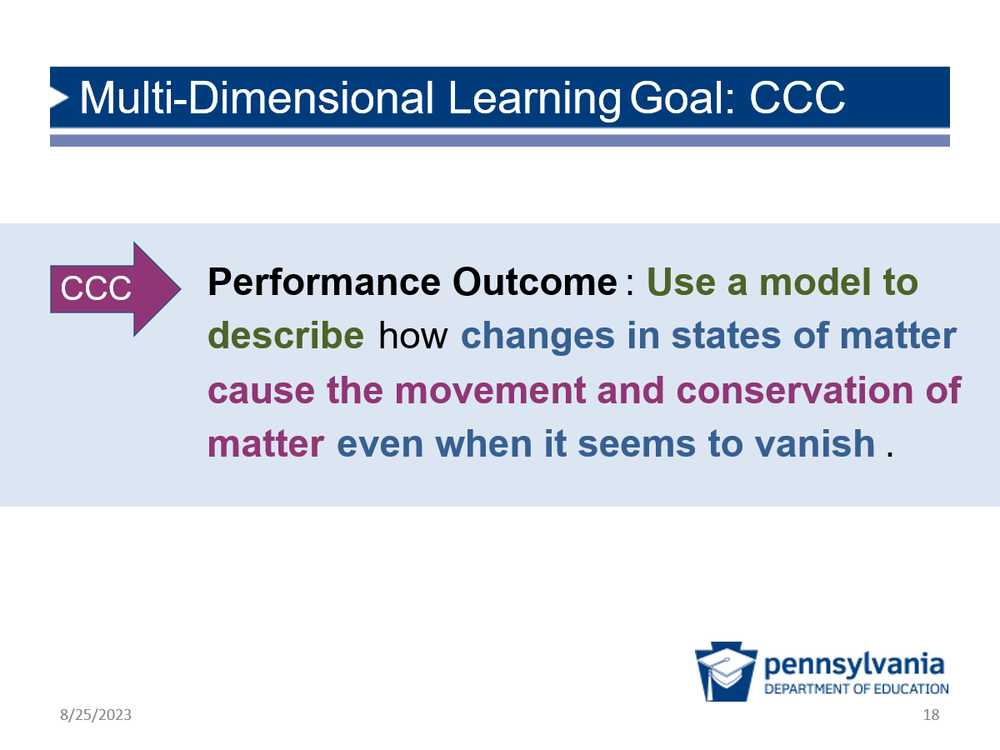 Multi-Dimensional Learning Goal: CCC
CCC
Performance Outcome : Use a model to
describe how changes in states of matter
cause the movement and conservation of
matter even when it seems to vanish .
pennsylvania
DEPARTMENT OF EDUCATION
8/25/2023
18